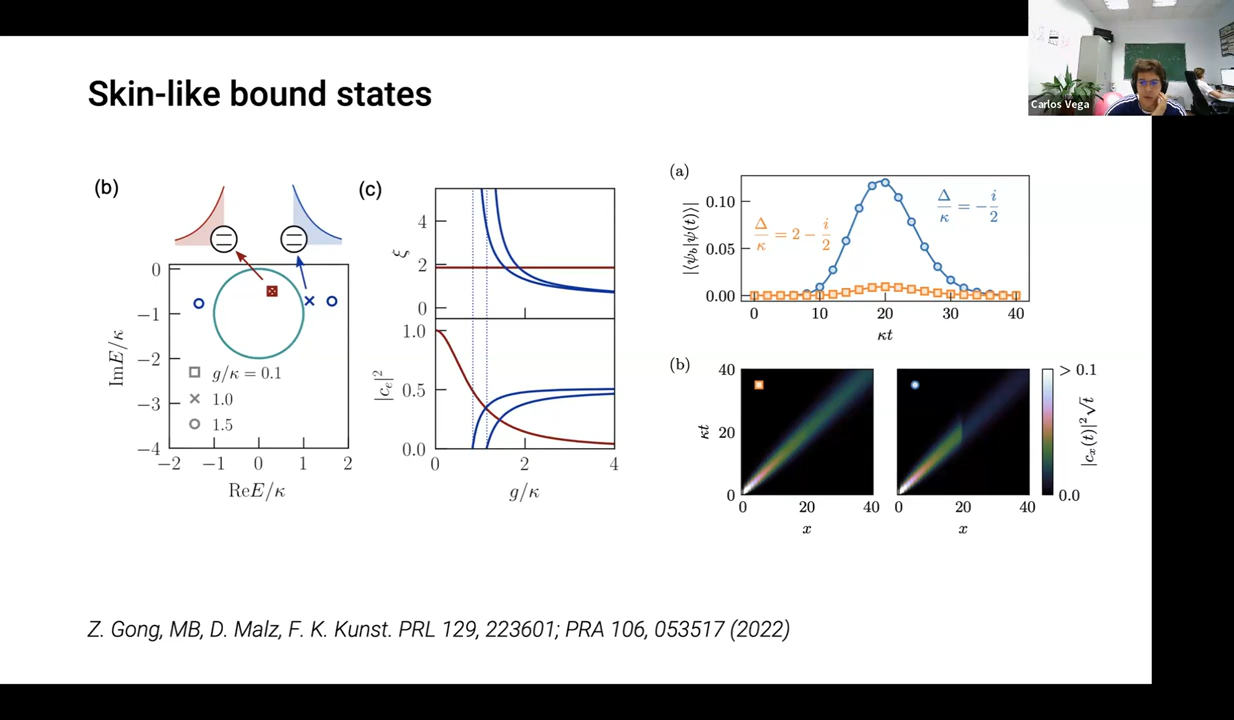 Skin-like bound states
Carlos Vega
(b)
0
−1
−2
−3
−4
ImE/κ
g/κ = 0.1
1.0
1.5
−2 −1 0 1 2
ReE/κ
(c)
4
2
0
ξ
1.0
0.5
0.0
|c_e|²
0 2 4
g/κ
(a)
0.10
0.05
0.00
|⟨ψ_b|ψ(t)⟩|
Δ/κ = 2 − i/2
Δ/κ = −i/2
0 10 20 30 40
κt
(b)
40
20
0
κt
0 20 40
x
0 20 40
x
> 0.1
0.0
|c_x(t)|²√t
Z. Gong, MB, D. Malz, F. K. Kunst. PRL 129, 223601; PRA 106, 053517 (2022)